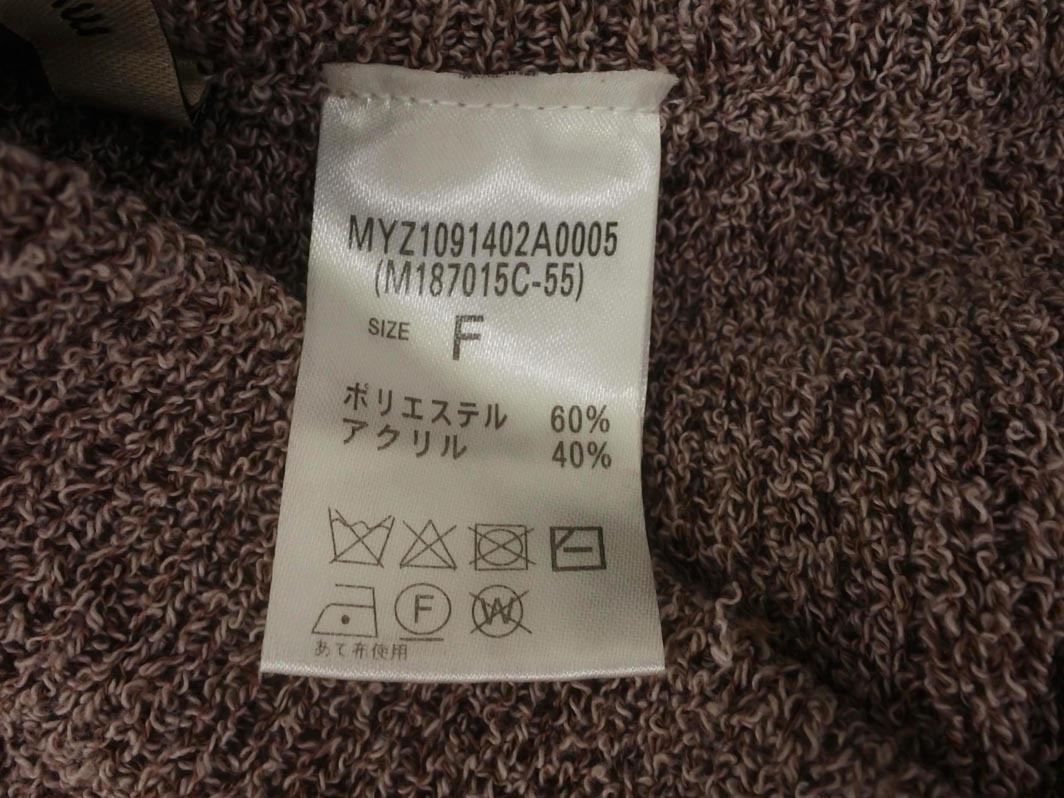 MYZ1091402A0005
(M187015C-55)
SIZE F
ポリエステル 60%
アクリル 40%
F W
あて布使用